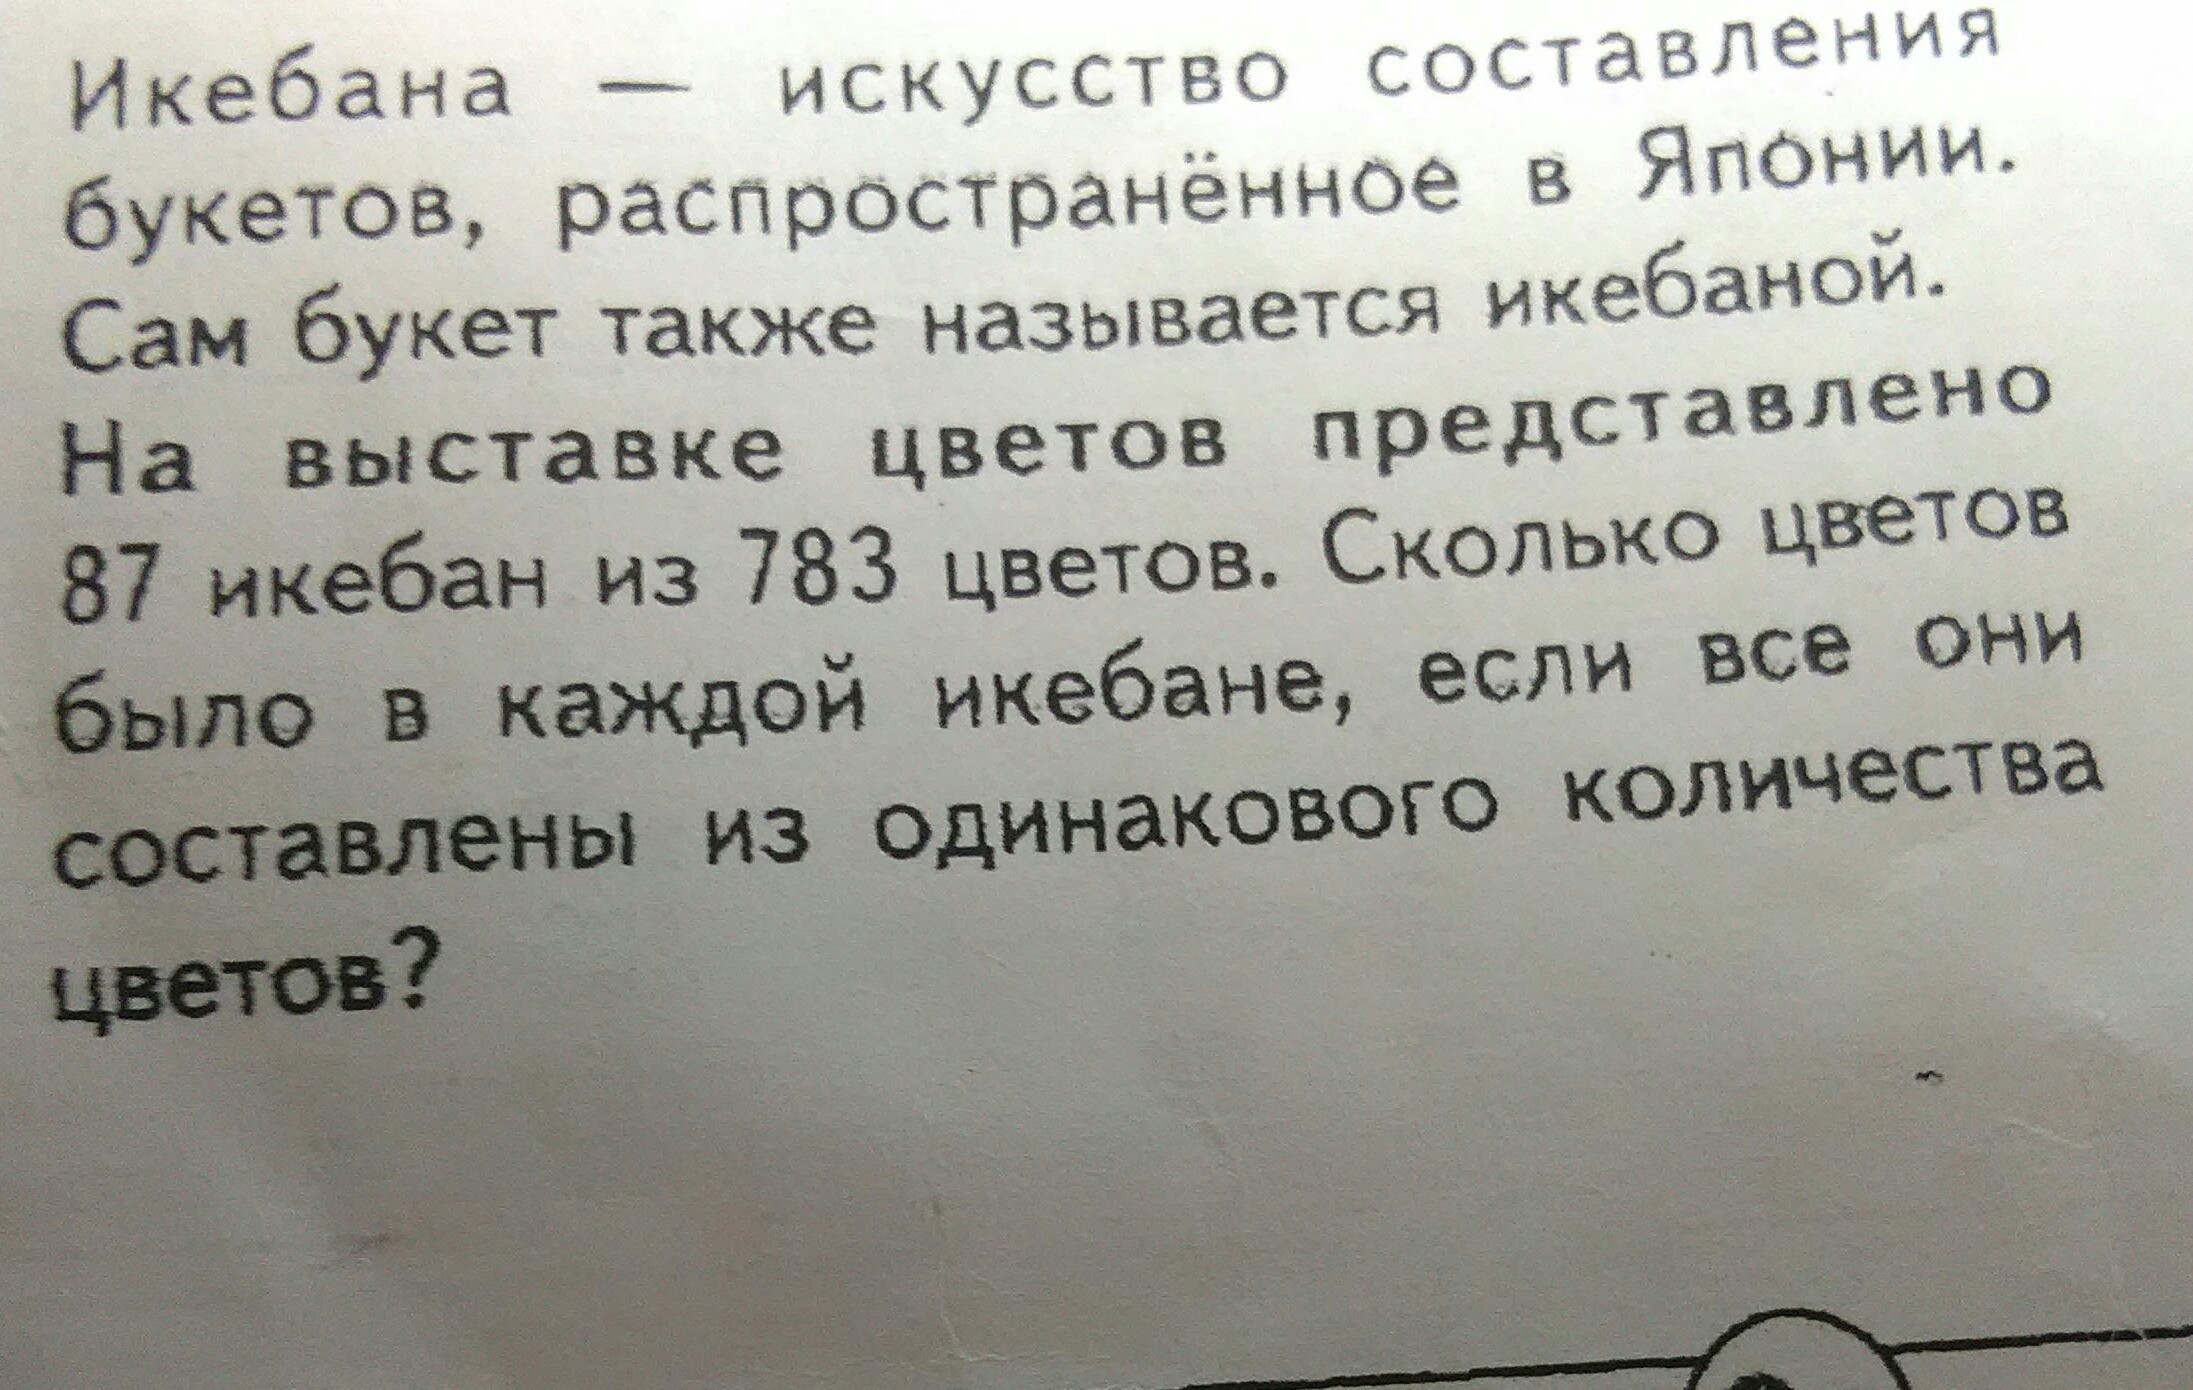 Икебана — искусство составления
букетов, распространённое в Японии.
Сам букет также называется икебаной.
На выставке цветов представлено
87 икебан из 783 цветов. Сколько цветов
было в каждой икебане, если все они
составлены из одинакового количества
цветов?